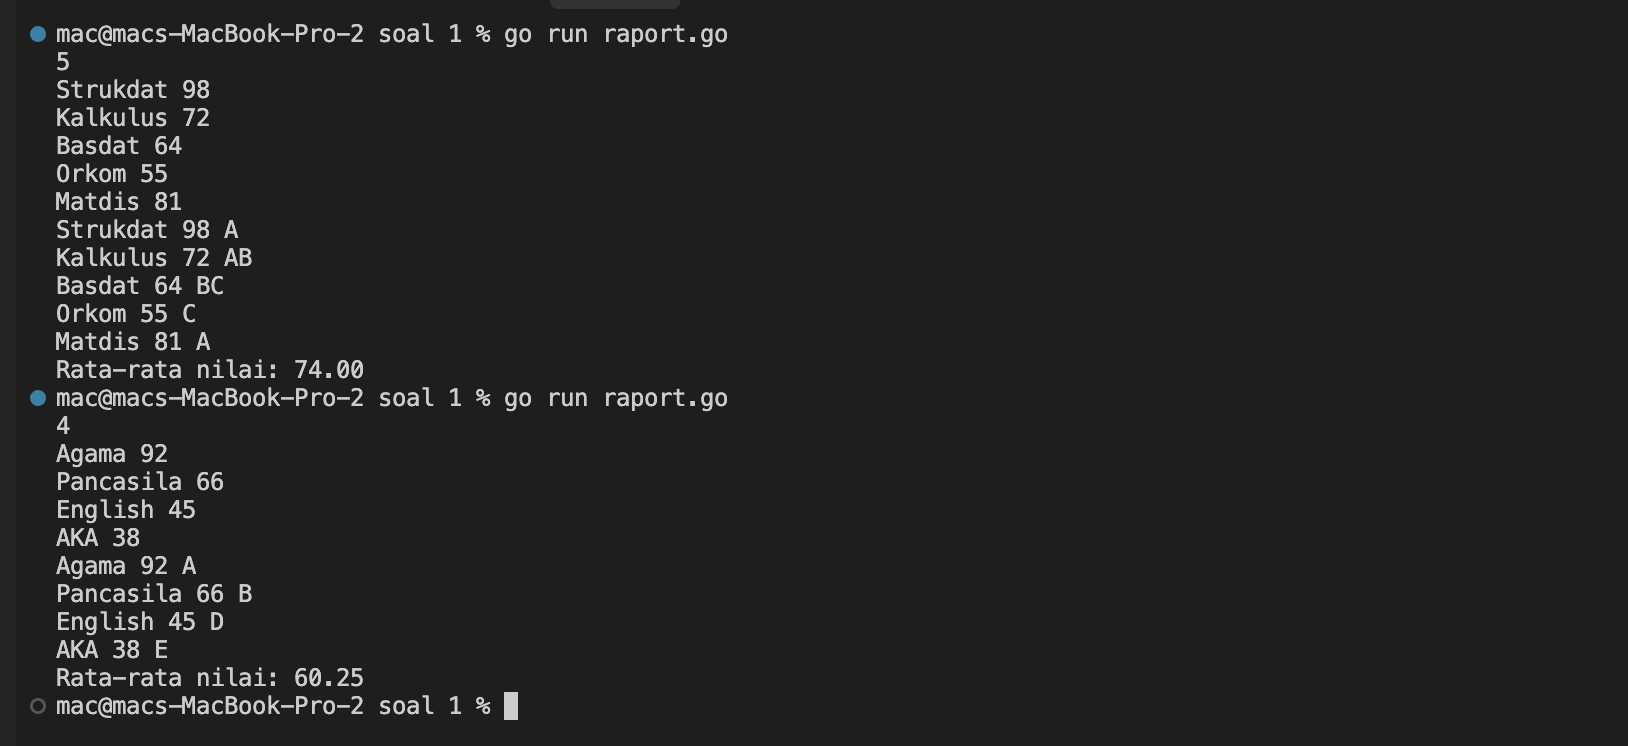 mac@macs-MacBook-Pro-2 soal 1 % go run raport.go
5
Strukdat 98
Kalkulus 72
Basdat 64
Orkom 55
Matdis 81
Strukdat 98 A
Kalkulus 72 AB
Basdat 64 BC
Orkom 55 C
Matdis 81 A
Rata-rata nilai: 74.00
mac@macs-MacBook-Pro-2 soal 1 % go run raport.go
4
Agama 92
Pancasila 66
English 45
AKA 38
Agama 92 A
Pancasila 66 B
English 45 D
AKA 38 E
Rata-rata nilai: 60.25
mac@macs-MacBook-Pro-2 soal 1 %